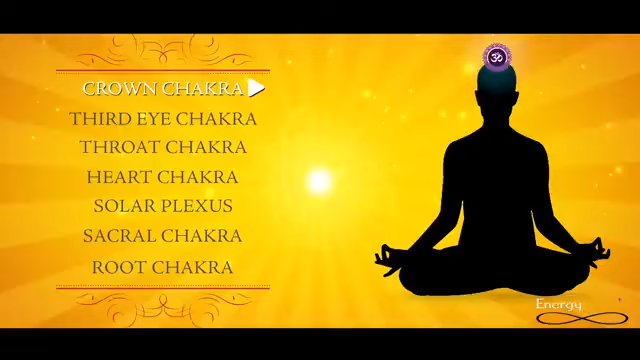 CROWN CHAKRA
THIRD EYE CHAKRA
THROAT CHAKRA
HEART CHAKRA
SOLAR PLEXUS
SACRAL CHAKRA
ROOT CHAKRA
ॐ
Energy